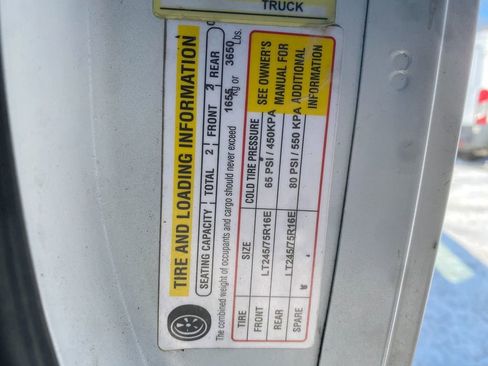 TRUCK
TIRE AND LOADING INFORMATION
SEATING CAPACITY TOTAL 2 FRONT 2 REAR 0
The combined weight of occupants and cargo should never exceed 1655 Kg or 3650 Lbs.
TIRE SIZE COLD TIRE PRESSURE
FRONT LT245/75R16E 65 PSI / 450KPA
REAR LT245/75R16E 80 PSI / 550 KPA
SPARE
SEE OWNER'S
MANUAL FOR
ADDITIONAL
INFORMATION